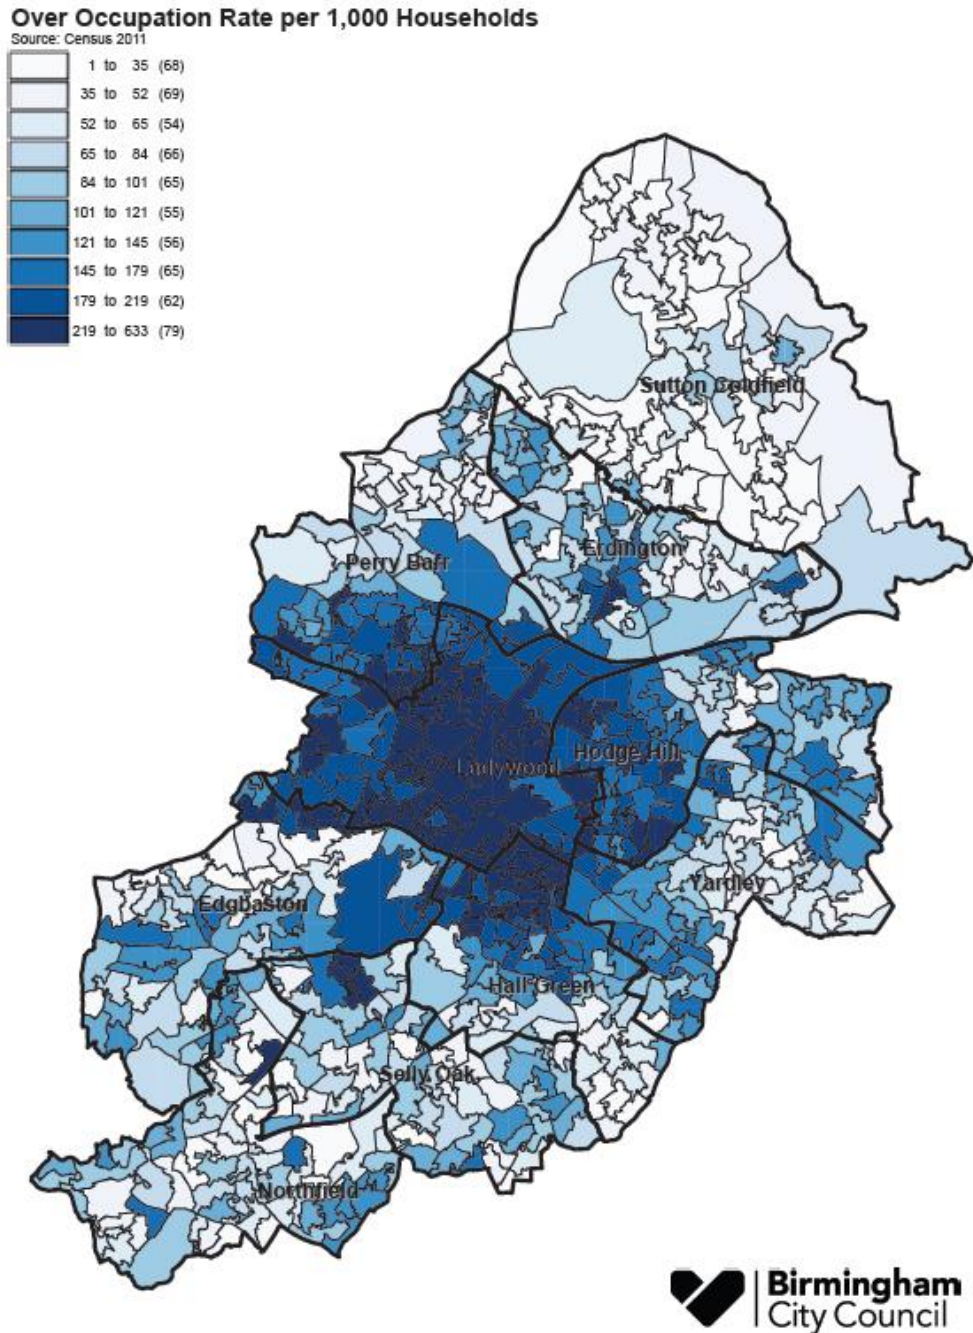 Over Occupation Rate per 1,000 Households
Source: Census 2011
1 to 35 (68)
35 to 52 (69)
52 to 65 (54)
65 to 84 (66)
84 to 101 (65)
101 to 121 (55)
121 to 145 (56)
145 to 179 (65)
179 to 219 (62)
219 to 633 (79)
Sutton Coldfield
Erdington
Perry Barr
Hodge Hill
Ladywood
Yardley
Edgbaston
Hall Green
Selly Oak
Northfield
Birmingham
City Council